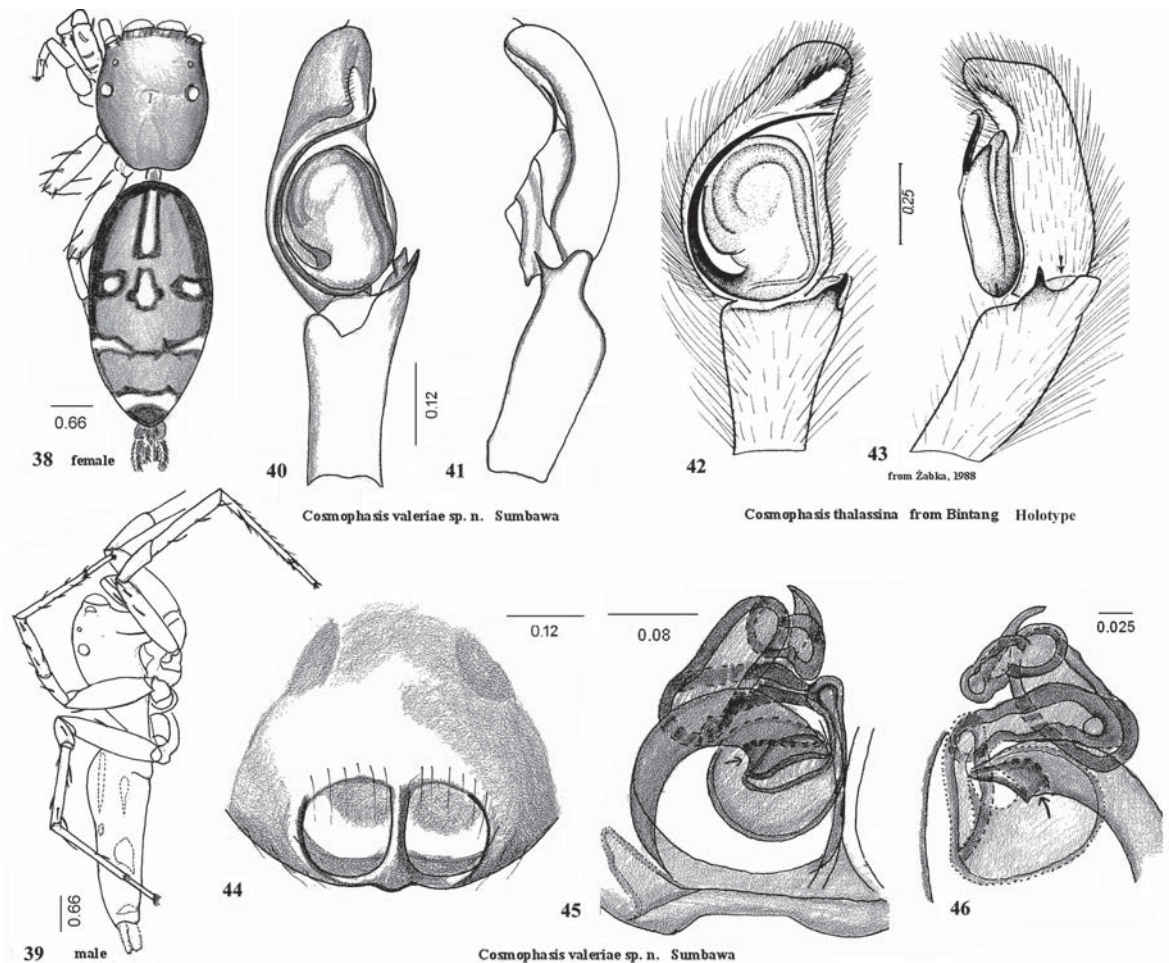 0.66
38 female
40
0.12
41
Cosmophasis valeriae sp. n. Sumbawa
42
0.25
43
from Żabka, 1988
Cosmophasis thalassina from Bintang Holotype
0.66
39 male
44
0.12
0.08
45
0.025
46
Cosmophasis valeriae sp. n. Sumbawa